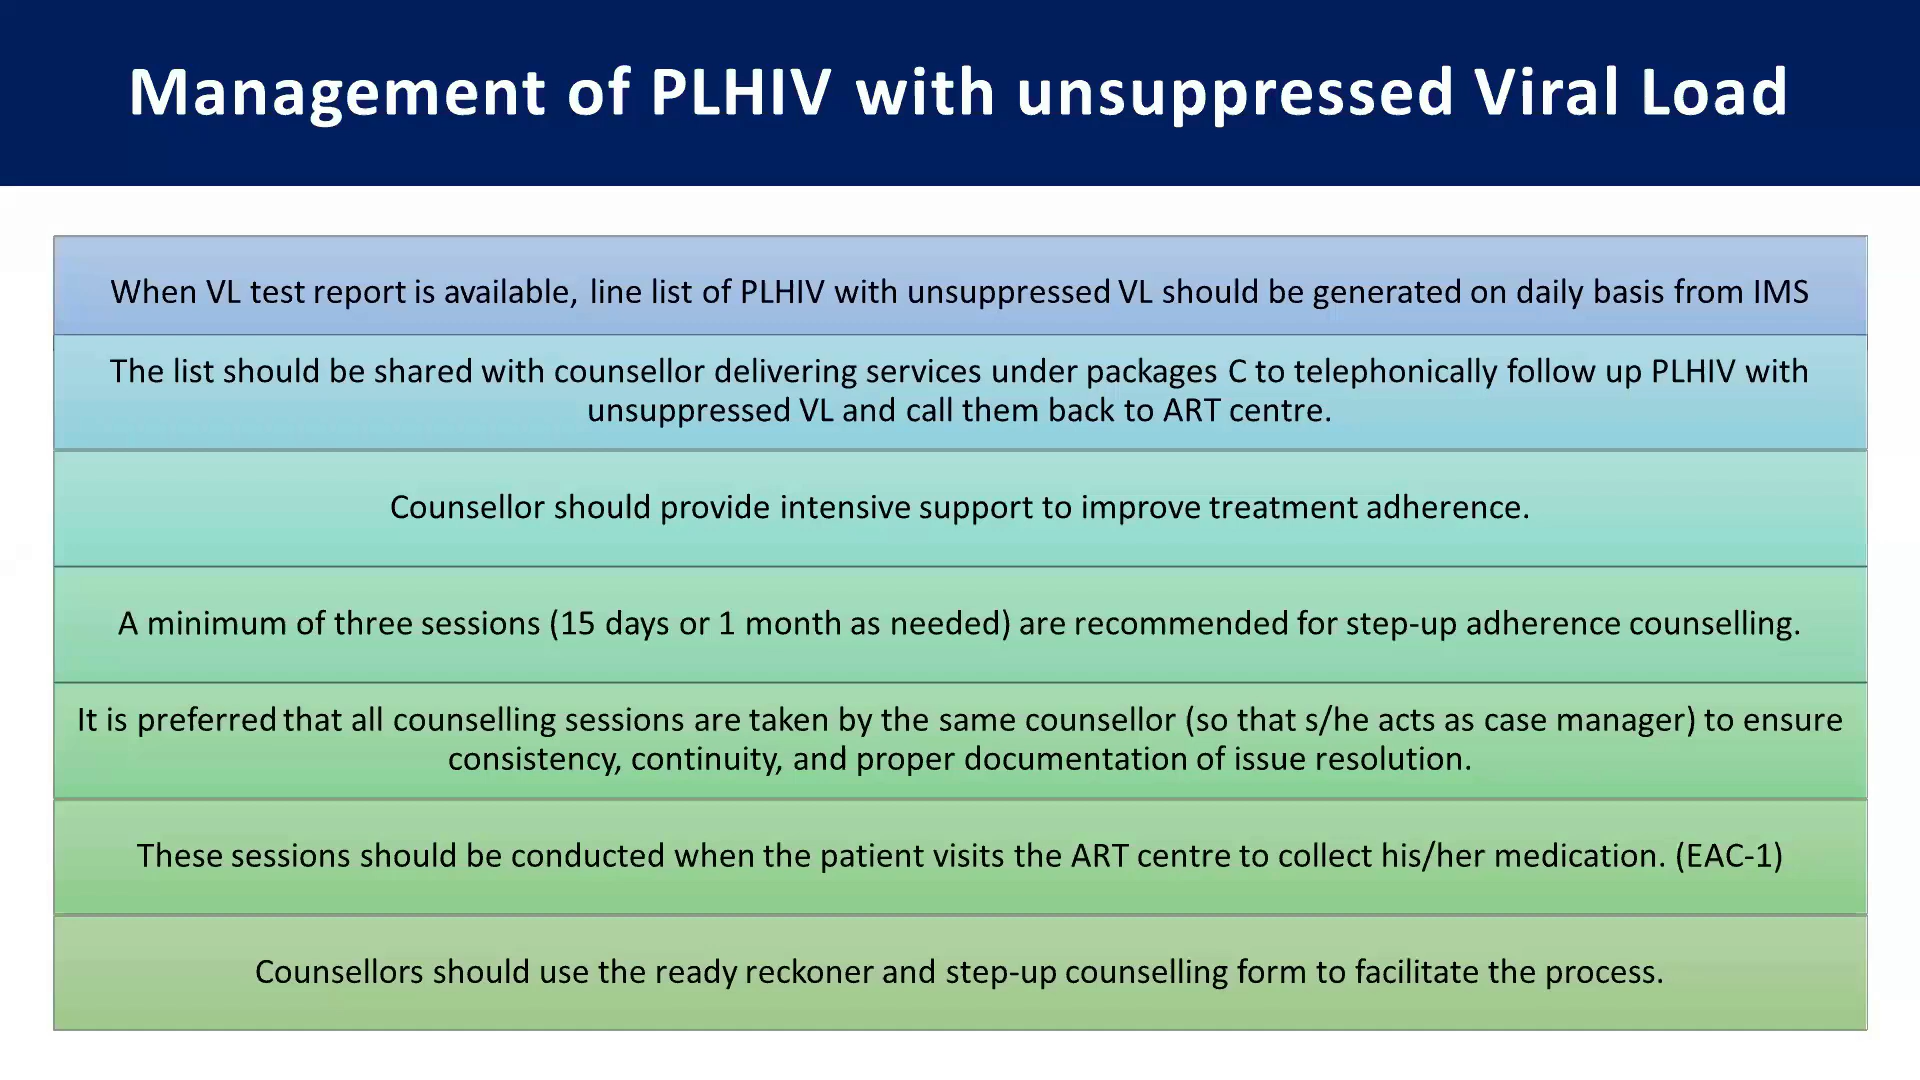 Management of PLHIV with unsuppressed Viral Load
When VL test report is available, line list of PLHIV with unsuppressed VL should be generated on daily basis from IMS
The list should be shared with counsellor delivering services under packages C to telephonically follow up PLHIV with
unsuppressed VL and call them back to ART centre.
Counsellor should provide intensive support to improve treatment adherence.
A minimum of three sessions (15 days or 1 month as needed) are recommended for step-up adherence counselling.
It is preferred that all counselling sessions are taken by the same counsellor (so that s/he acts as case manager) to ensure
consistency, continuity, and proper documentation of issue resolution.
These sessions should be conducted when the patient visits the ART centre to collect his/her medication. (EAC-1)
Counsellors should use the ready reckoner and step-up counselling form to facilitate the process.